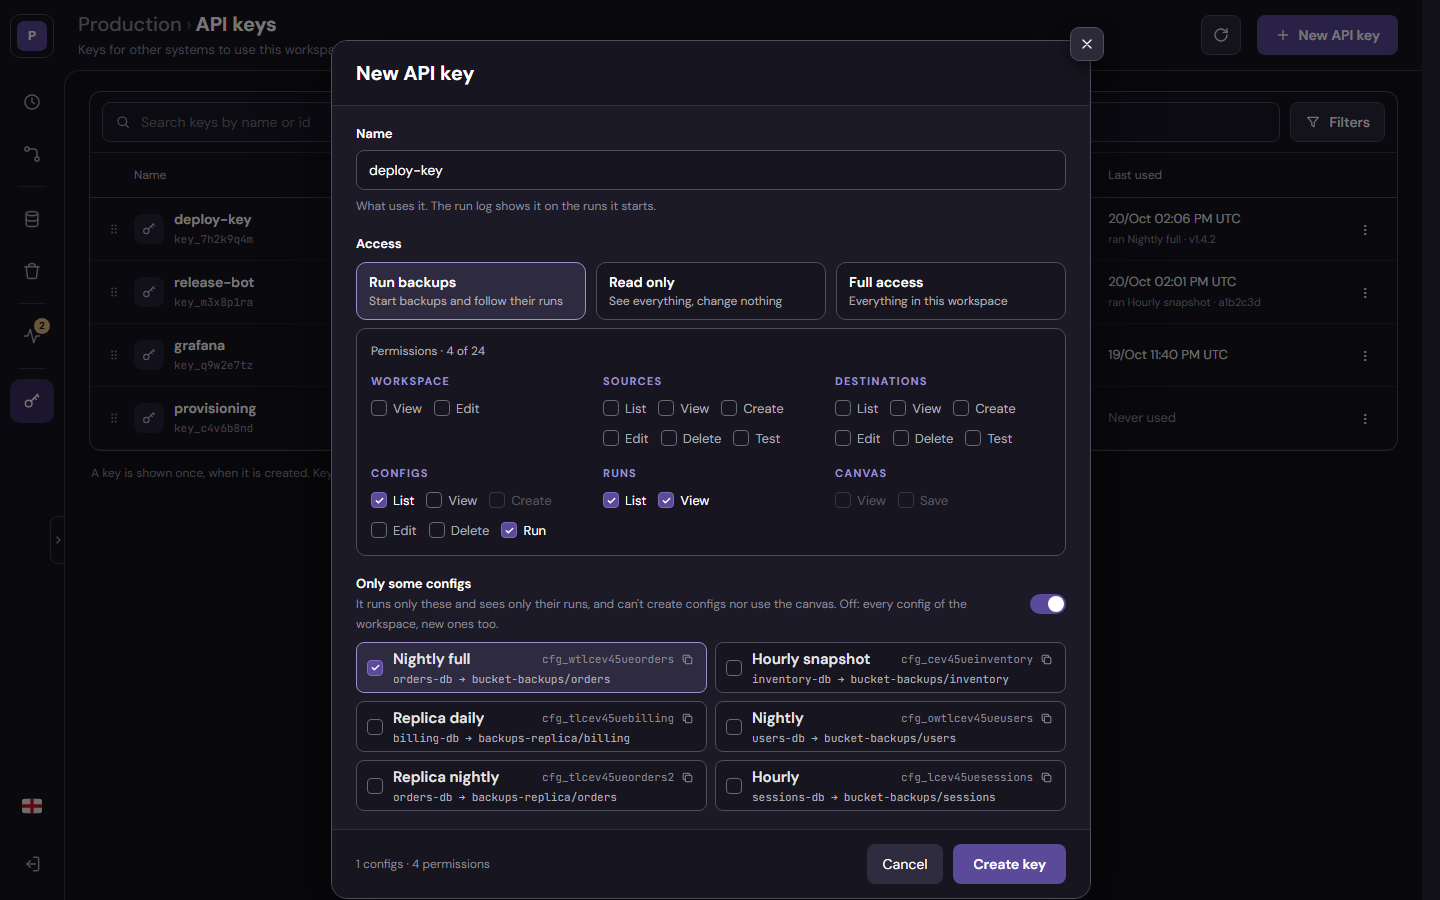 P
Production › API keys
Keys for other systems to use this workspa
New API key
Search keys by name or id
Filters
Name
Last used
deploy-key
key_7h2k9q4m
20/Oct 02:06 PM UTC
ran Nightly full · v1.4.2
release-bot
key_m3x8p1ra
20/Oct 02:01 PM UTC
ran Hourly snapshot · a1b2c3d
2
grafana
key_q9w2e7tz
19/Oct 11:40 PM UTC
provisioning
key_c4v6b8nd
Never used
A key is shown once, when it is created. Key
New API key
Name
deploy-key
What uses it. The run log shows it on the runs it starts.
Access
Run backups
Start backups and follow their runs
Read only
See everything, change nothing
Full access
Everything in this workspace
Permissions · 4 of 24
WORKSPACE
View Edit
SOURCES
List View Create
Edit Delete Test
DESTINATIONS
List View Create
Edit Delete Test
CONFIGS
List View Create
Edit Delete Run
RUNS
List View
CANVAS
View Save
Only some configs
It runs only these and sees only their runs, and can't create configs nor use the canvas. Off: every config of the
workspace, new ones too.
Nightly full cfg_wtlcev45ueorders
orders-db → bucket-backups/orders
Hourly snapshot cfg_cev45ueinventory
inventory-db → bucket-backups/inventory
Replica daily cfg_tlcev45uebilling
billing-db → backups-replica/billing
Nightly cfg_owtlcev45ueusers
users-db → bucket-backups/users
Replica nightly cfg_tlcev45ueorders2
orders-db → backups-replica/orders
Hourly cfg_lcev45uesessions
sessions-db → bucket-backups/sessions
1 configs · 4 permissions
Cancel
Create key